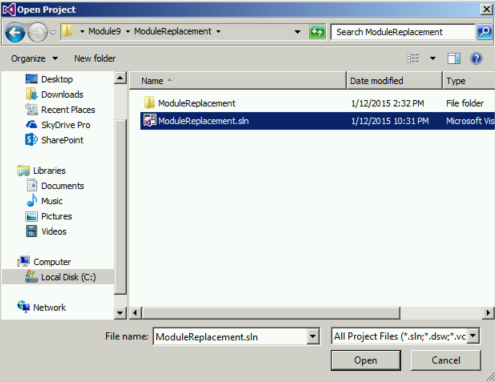 Open Project
Module9 ModuleReplacement
Search ModuleReplacement
Organize
New folder
Name
Date modified
Type
Desktop
Downloads
Recent Places
SkyDrive Pro
SharePoint
Libraries
Documents
Music
Pictures
Videos
Computer
Local Disk (C:)
Network
ModuleReplacement 1/12/2015 2:32 PM File folder
ModuleReplacement.sln 1/12/2015 10:31 PM Microsoft Vis
File name: ModuleReplacement.sln
All Project Files (*.sln;*.dsw;*.vc
Open
Cancel